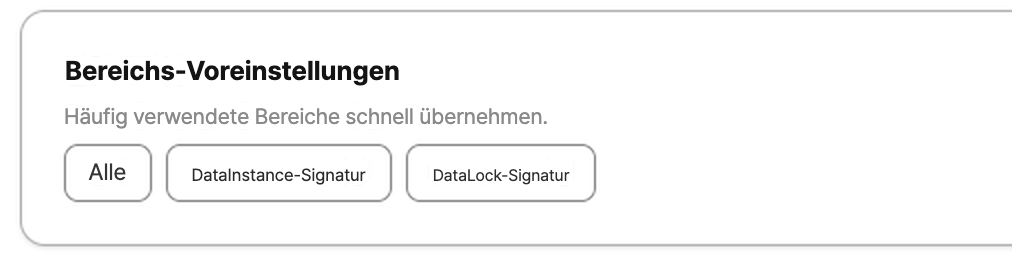 Bereichs-Voreinstellungen
Häufig verwendete Bereiche schnell übernehmen.
Alle DataInstance-Signatur DataLock-Signatur